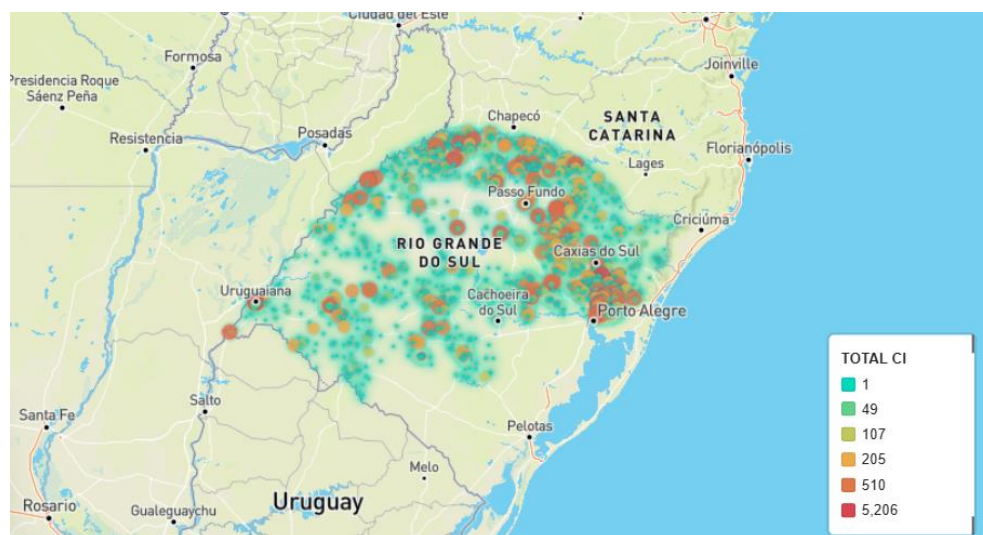 Ciudad del Este
Formosa
Joinville
Presidencia Roque
Sáenz Peña
SANTA
CATARINA
Chapecó
Posadas
Resistencia
Florianópolis
Lages
Passo Fundo
Criciúma
RIO GRANDE
DO SUL
Caxias do Sul
Uruguaiana
Cachoeira
do Sul
Porto Alegre
TOTAL CI
1
49
107
205
510
5,206
Salto
Santa Fe
Pelotas
Melo
Uruguay
Rosario
Gualeguaychu